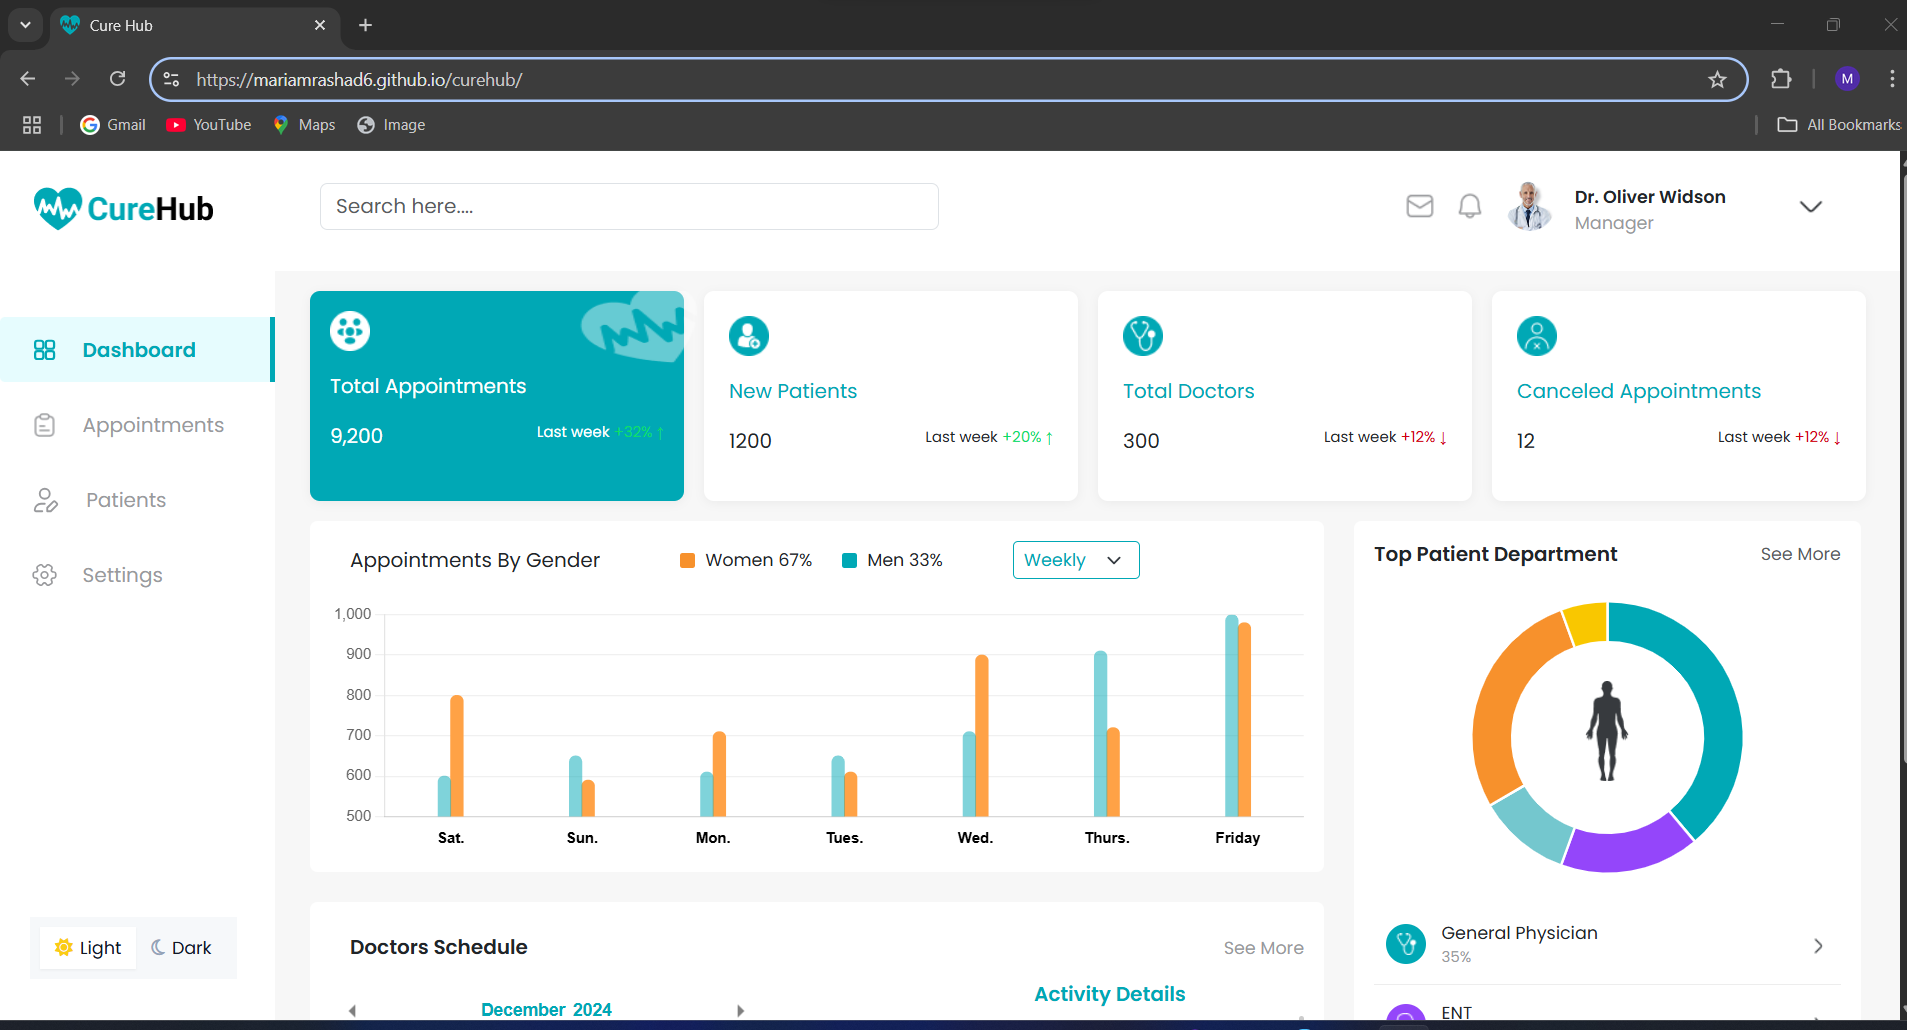 Cure Hub
https://mariamrashad6.github.io/curehub/
M
Gmail
YouTube
Maps
Image
All Bookmarks
CureHub
Search here....
Dr. Oliver Widson
Manager
Dashboard
Appointments
Patients
Settings
Light
Dark
Total Appointments
9,200
Last week +32% ↑
New Patients
1200
Last week +20% ↑
Total Doctors
300
Last week +12% ↓
Canceled Appointments
12
Last week +12% ↓
Appointments By Gender
Women 67%
Men 33%
Weekly
1,000
900
800
700
600
500
Sat.
Sun.
Mon.
Tues.
Wed.
Thurs.
Friday
Top Patient Department
See More
General Physician
35%
ENT
Doctors Schedule
See More
December 2024
Activity Details